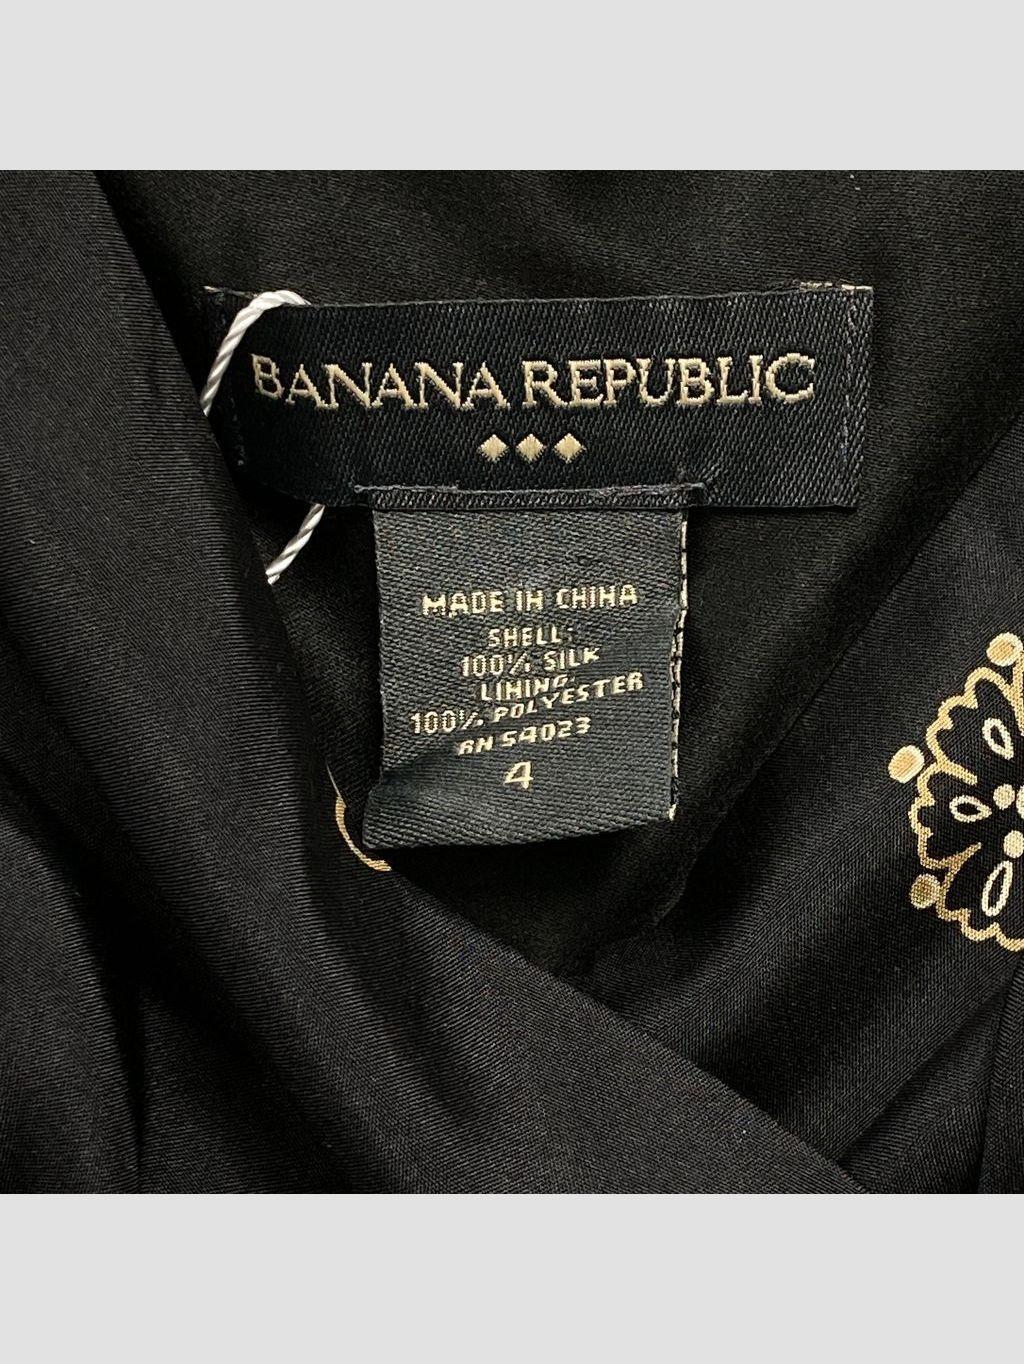 BANANA REPUBLIC
MADE IN CHINA
SHELL:
100% SILK
LINING:
100% POLYESTER
RN 54023
4